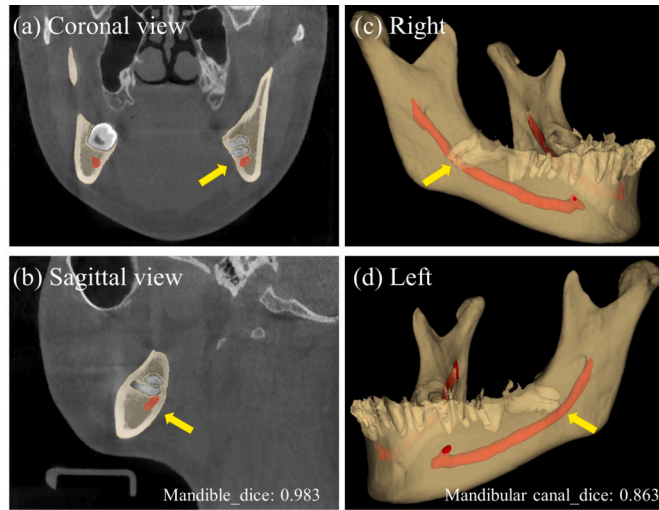 (a) Coronal view
(c) Right
(b) Sagittal view
Mandible_dice: 0.983
(d) Left
Mandibular canal_dice: 0.863